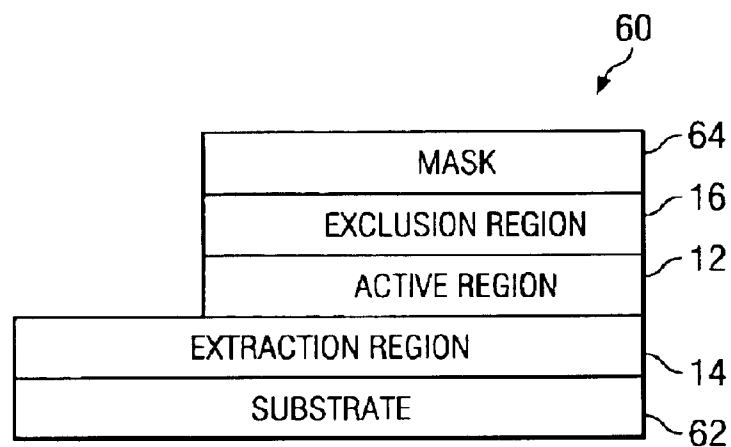 60
MASK
64
EXCLUSION REGION
16
ACTIVE REGION
12
EXTRACTION REGION
14
SUBSTRATE
62